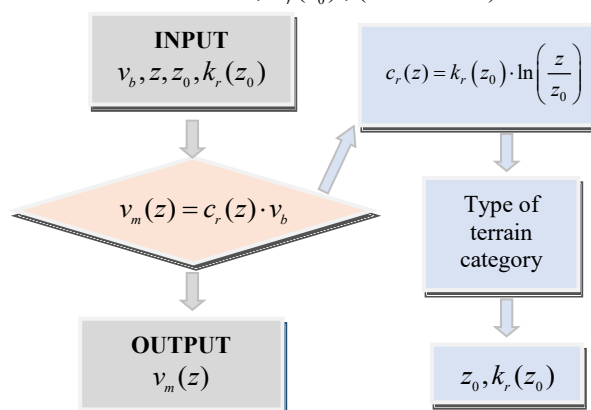 INPUT
v_b, z, z_0, k_r(z_0)
v_m(z) = c_r(z) · v_b
OUTPUT
v_m(z)
c_r(z) = k_r(z_0) · ln(z/z_0)
Type of
terrain
category
z_0, k_r(z_0)